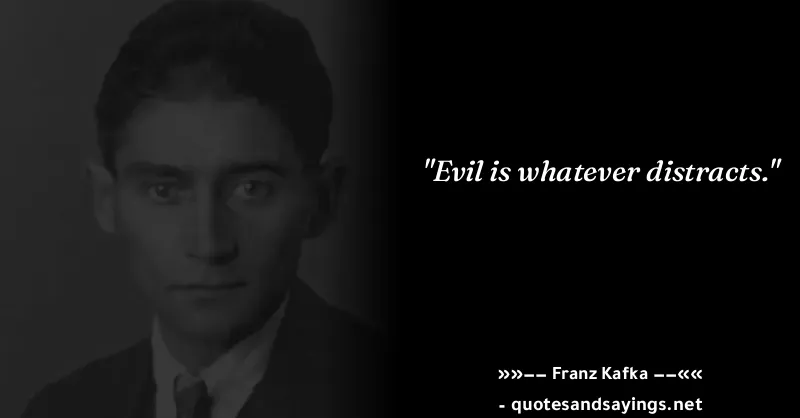 "Evil is whatever distracts."
»»−− Franz Kafka −−««
- quotesandsayings.net